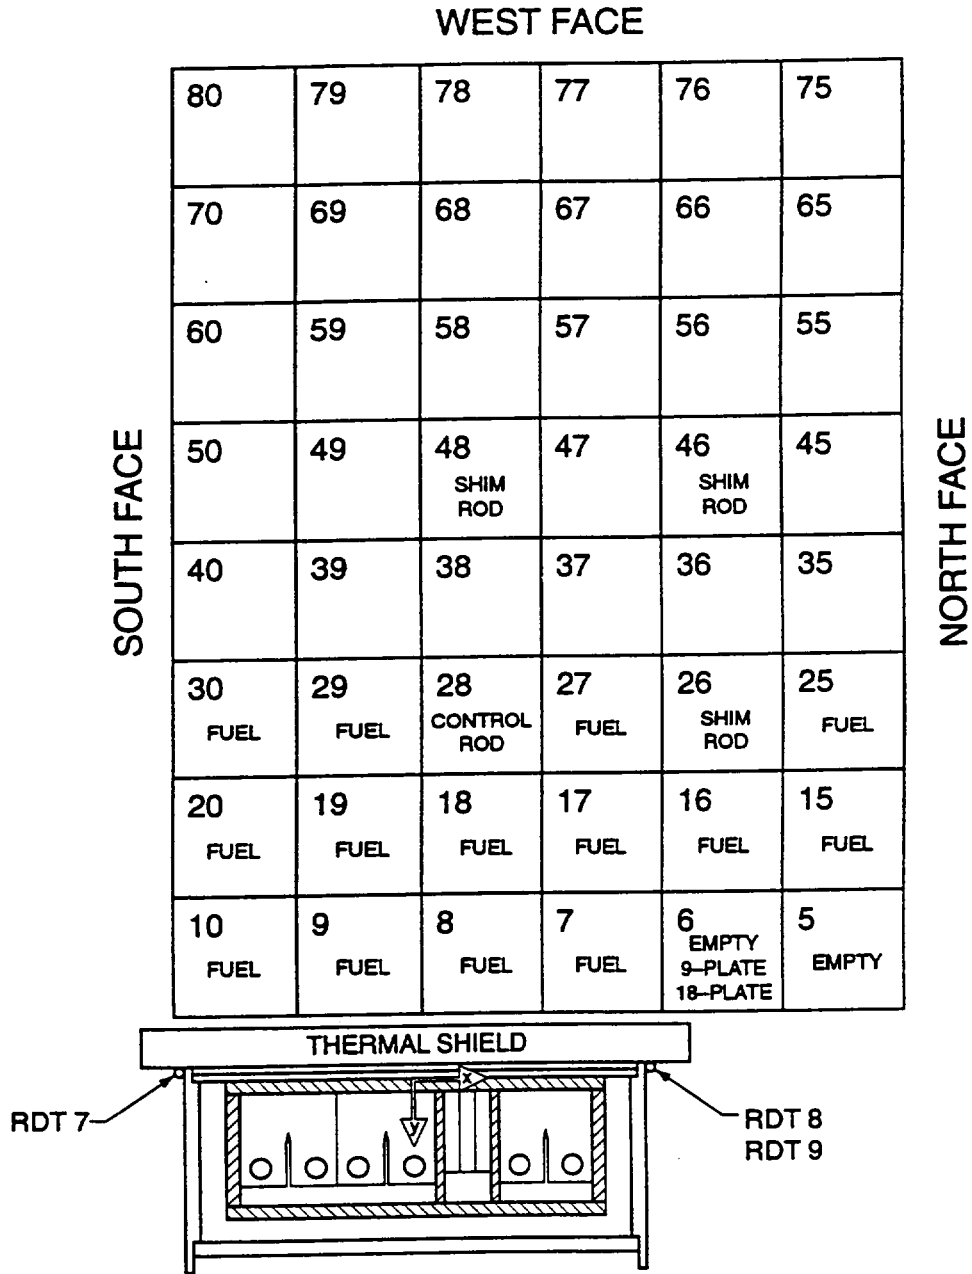 WEST FACE
80 79 78 77 76 75
70 69 68 67 66 65
60 59 58 57 56 55
50 49 48 47 46 45
SHIM SHIM
ROD ROD
SOUTH FACE
NORTH FACE
40 39 38 37 36 35
30 29 28 27 26 25
FUEL FUEL CONTROL FUEL SHIM FUEL
ROD ROD
20 19 18 17 16 15
FUEL FUEL FUEL FUEL FUEL FUEL
10 9 8 7 6 5
FUEL FUEL FUEL FUEL EMPTY EMPTY
9-PLATE
18-PLATE
THERMAL SHIELD
x
y
RDT 7
RDT 8
RDT 9